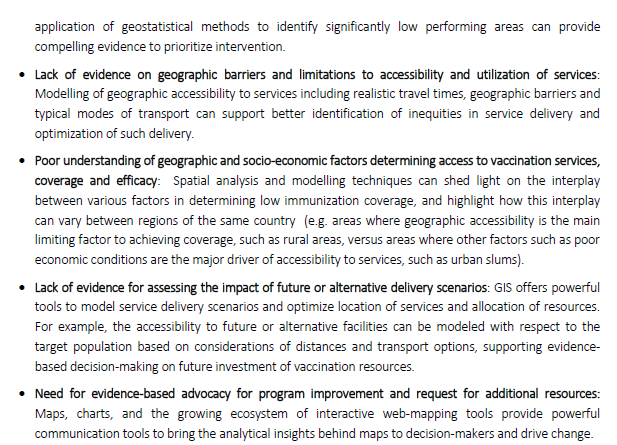 application of geostatistical methods to identify significantly low performing areas can provide
compelling evidence to prioritize intervention.
• Lack of evidence on geographic barriers and limitations to accessibility and utilization of services:
Modelling of geographic accessibility to services including realistic travel times, geographic barriers and
typical modes of transport can support better identification of inequities in service delivery and
optimization of such delivery.
• Poor understanding of geographic and socio-economic factors determining access to vaccination services,
coverage and efficacy: Spatial analysis and modelling techniques can shed light on the interplay
between various factors in determining low immunization coverage, and highlight how this interplay
can vary between regions of the same country (e.g. areas where geographic accessibility is the main
limiting factor to achieving coverage, such as rural areas, versus areas where other factors such as poor
economic conditions are the major driver of accessibility to services, such as urban slums).
• Lack of evidence for assessing the impact of future or alternative delivery scenarios: GIS offers powerful
tools to model service delivery scenarios and optimize location of services and allocation of resources.
For example, the accessibility to future or alternative facilities can be modeled with respect to the
target population based on considerations of distances and transport options, supporting evidence-
based decision-making on future investment of vaccination resources.
• Need for evidence-based advocacy for program improvement and request for additional resources:
Maps, charts, and the growing ecosystem of interactive web-mapping tools provide powerful
communication tools to bring the analytical insights behind maps to decision-makers and drive change.